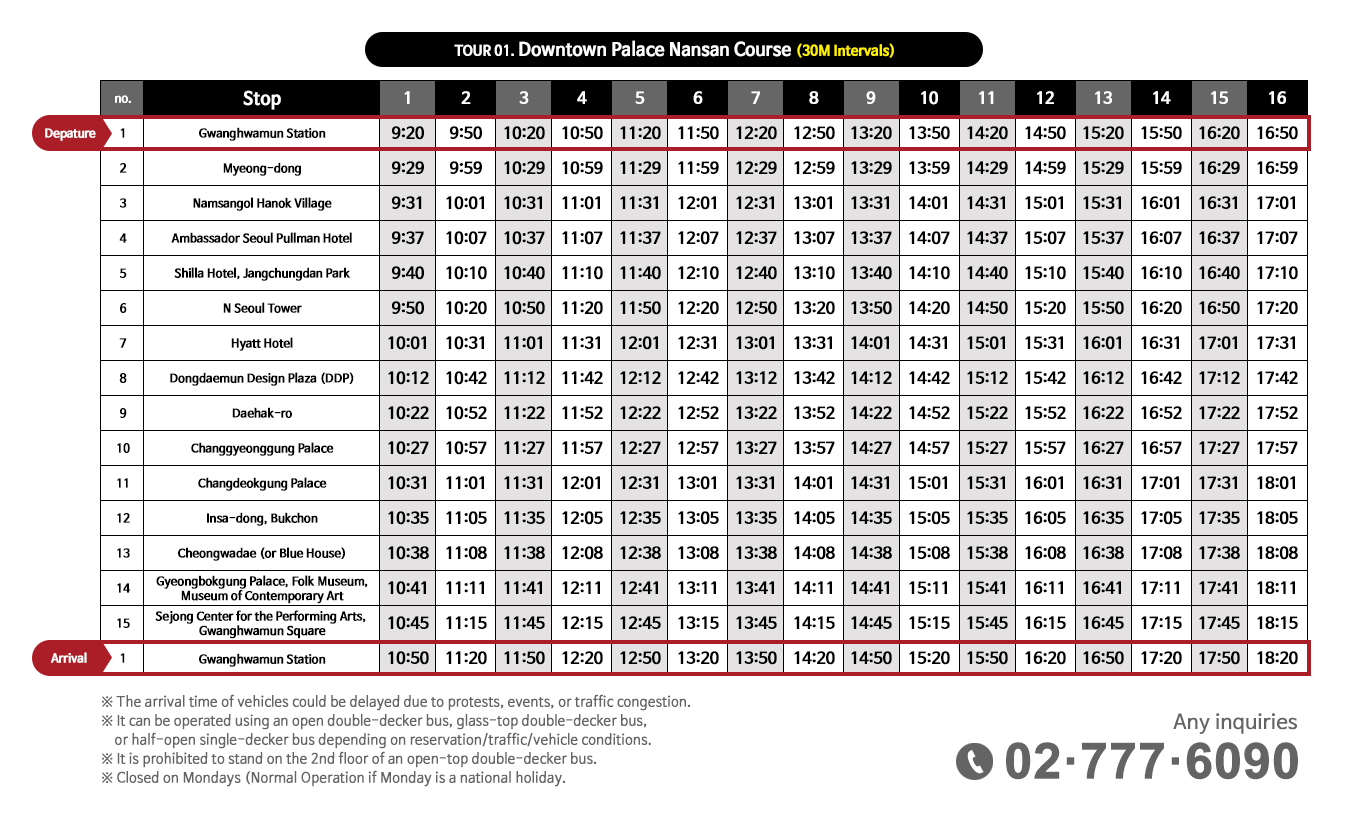 TOUR 01. Downtown Palace Nansan Course (30M Intervals)
no. Stop 1 2 3 4 5 6 7 8 9 10 11 12 13 14 15 16
Depature 1 Gwanghwamun Station 9:20 9:50 10:20 10:50 11:20 11:50 12:20 12:50 13:20 13:50 14:20 14:50 15:20 15:50 16:20 16:50
2 Myeong-dong 9:29 9:59 10:29 10:59 11:29 11:59 12:29 12:59 13:29 13:59 14:29 14:59 15:29 15:59 16:29 16:59
3 Namsangol Hanok Village 9:31 10:01 10:31 11:01 11:31 12:01 12:31 13:01 13:31 14:01 14:31 15:01 15:31 16:01 16:31 17:01
4 Ambassador Seoul Pullman Hotel 9:37 10:07 10:37 11:07 11:37 12:07 12:37 13:07 13:37 14:07 14:37 15:07 15:37 16:07 16:37 17:07
5 Shilla Hotel, Jangchungdan Park 9:40 10:10 10:40 11:10 11:40 12:10 12:40 13:10 13:40 14:10 14:40 15:10 15:40 16:10 16:40 17:10
6 N Seoul Tower 9:50 10:20 10:50 11:20 11:50 12:20 12:50 13:20 13:50 14:20 14:50 15:20 15:50 16:20 16:50 17:20
7 Hyatt Hotel 10:01 10:31 11:01 11:31 12:01 12:31 13:01 13:31 14:01 14:31 15:01 15:31 16:01 16:31 17:01 17:31
8 Dongdaemun Design Plaza (DDP) 10:12 10:42 11:12 11:42 12:12 12:42 13:12 13:42 14:12 14:42 15:12 15:42 16:12 16:42 17:12 17:42
9 Daehak-ro 10:22 10:52 11:22 11:52 12:22 12:52 13:22 13:52 14:22 14:52 15:22 15:52 16:22 16:52 17:22 17:52
10 Changgyeonggung Palace 10:27 10:57 11:27 11:57 12:27 12:57 13:27 13:57 14:27 14:57 15:27 15:57 16:27 16:57 17:27 17:57
11 Changdeokgung Palace 10:31 11:01 11:31 12:01 12:31 13:01 13:31 14:01 14:31 15:01 15:31 16:01 16:31 17:01 17:31 18:01
12 Insa-dong, Bukchon 10:35 11:05 11:35 12:05 12:35 13:05 13:35 14:05 14:35 15:05 15:35 16:05 16:35 17:05 17:35 18:05
13 Cheongwadae (or Blue House) 10:38 11:08 11:38 12:08 12:38 13:08 13:38 14:08 14:38 15:08 15:38 16:08 16:38 17:08 17:38 18:08
14 Gyeongbokgung Palace, Folk Museum,
Museum of Contemporary Art 10:41 11:11 11:41 12:11 12:41 13:11 13:41 14:11 14:41 15:11 15:41 16:11 16:41 17:11 17:41 18:11
15 Sejong Center for the Performing Arts,
Gwanghwamun Square 10:45 11:15 11:45 12:15 12:45 13:15 13:45 14:15 14:45 15:15 15:45 16:15 16:45 17:15 17:45 18:15
Arrival 1 Gwanghwamun Station 10:50 11:20 11:50 12:20 12:50 13:20 13:50 14:20 14:50 15:20 15:50 16:20 16:50 17:20 17:50 18:20
※ The arrival time of vehicles could be delayed due to protests, events, or traffic congestion.
※ It can be operated using an open double-decker bus, glass-top double-decker bus,
or half-open single-decker bus depending on reservation/traffic/vehicle conditions.
※ It is prohibited to stand on the 2nd floor of an open-top double-decker bus.
※ Closed on Mondays (Normal Operation if Monday is a national holiday.
Any inquiries
02·777·6090